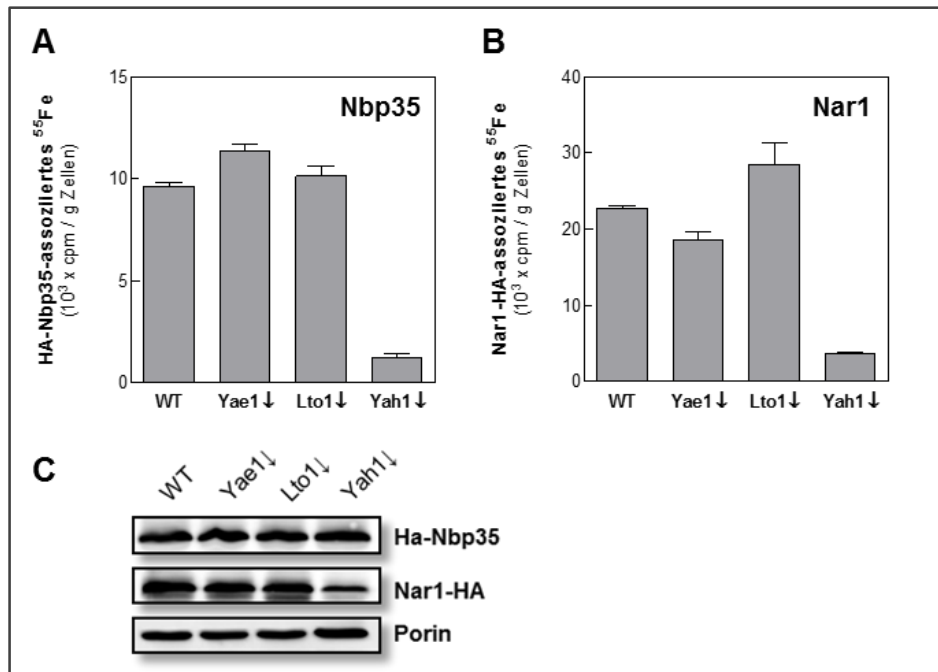 A
HA-Nbp35-assoziiertes ⁵⁵Fe
(10³ x cpm / g Zellen)
15
10
5
0
Nbp35
WT Yae1↓ Lto1↓ Yah1↓
B
Nar1-HA-assoziiertes ⁵⁵Fe
(10³ x cpm / g Zellen)
40
30
20
10
0
Nar1
WT Yae1↓ Lto1↓ Yah1↓
C
WT Yae1↓ Lto1↓ Yah1↓
Ha-Nbp35
Nar1-HA
Porin